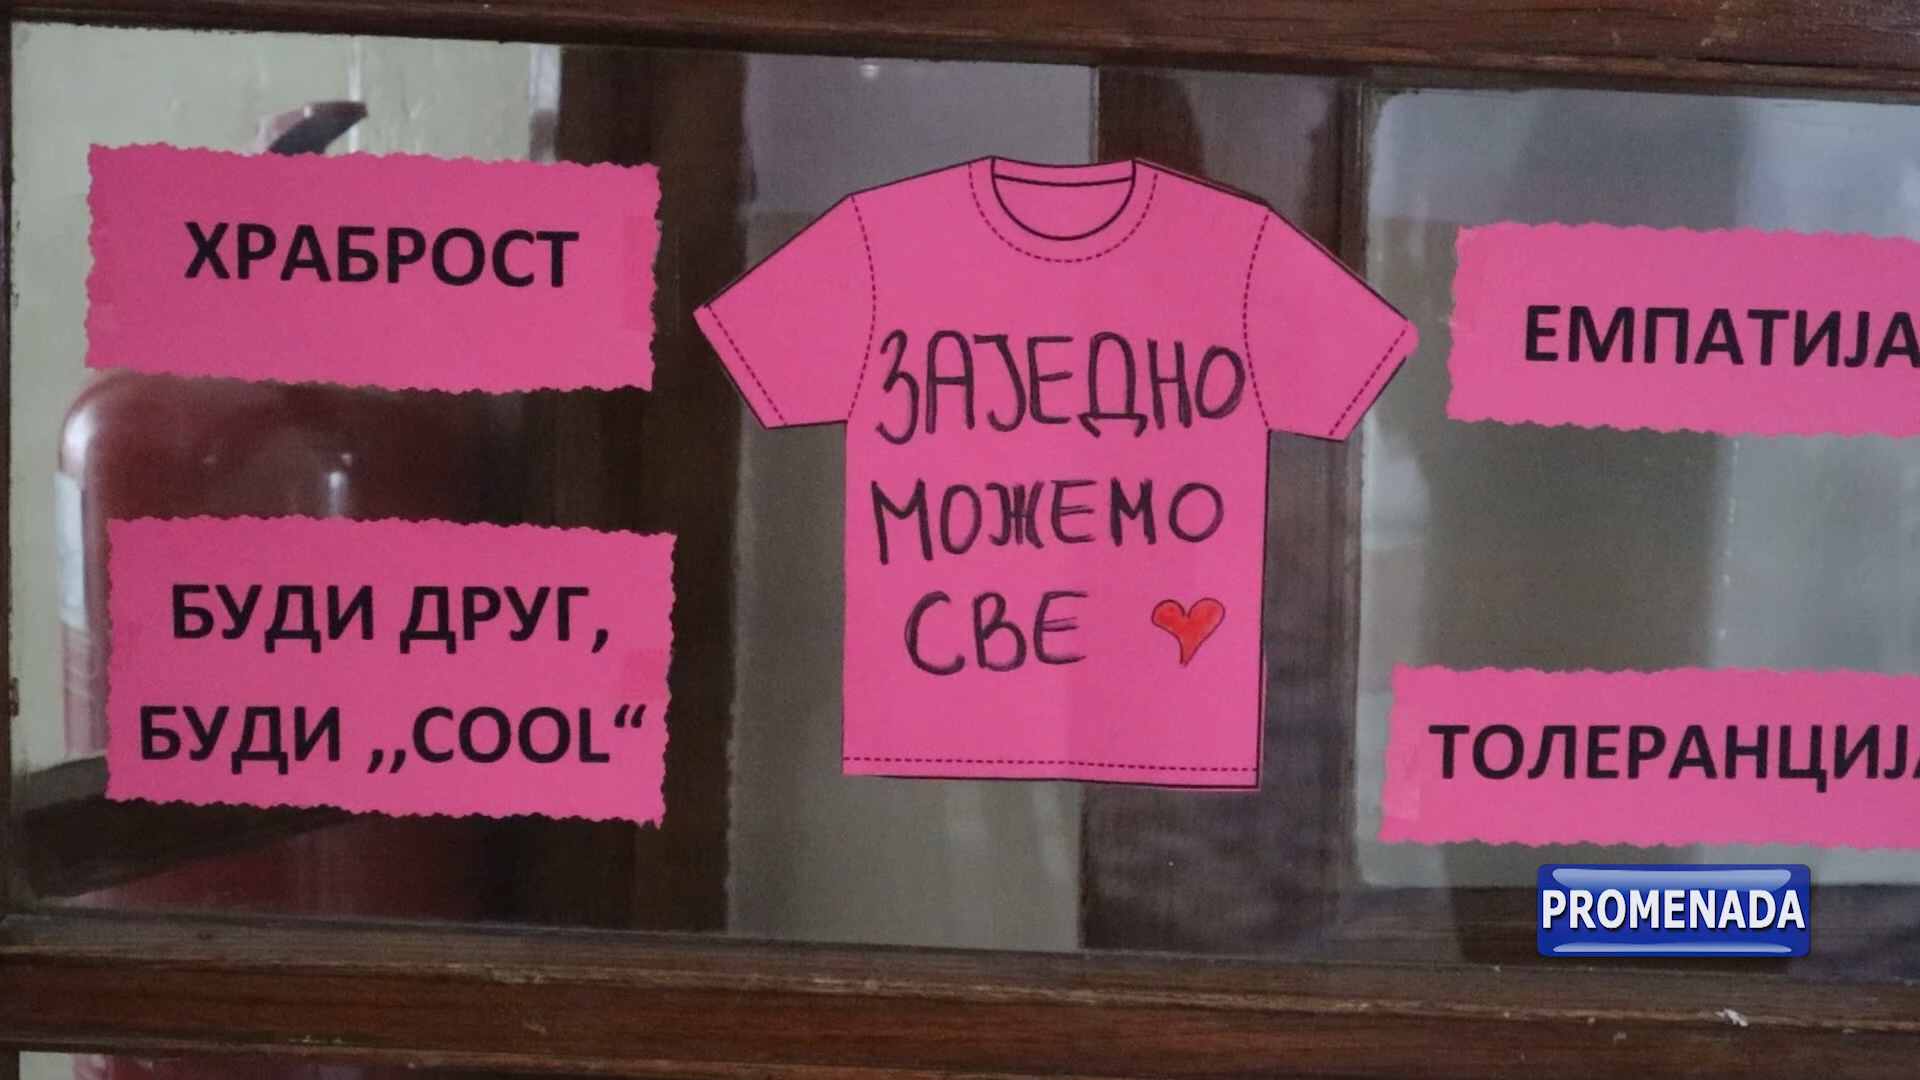 ХРАБРОСТ
БУДИ ДРУГ,
БУДИ ,,COOL“
ЗАЈЕДНО
МОЖЕМО
СВЕ
ЕМПАТИЈА
ТОЛЕРАНЦИЈА
PROMENADA